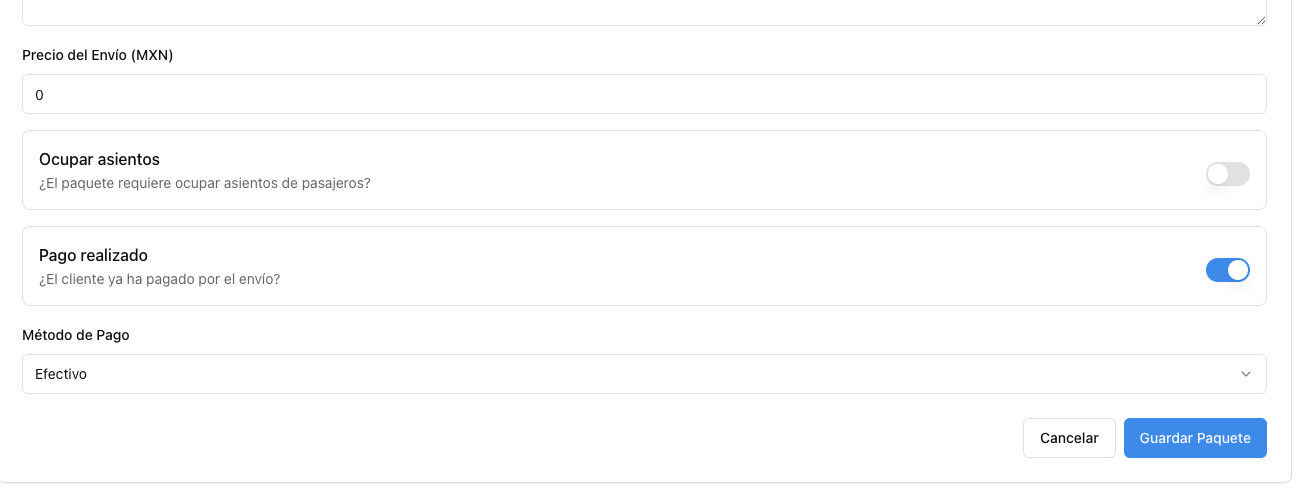 Precio del Envío (MXN)
0
Ocupar asientos
¿El paquete requiere ocupar asientos de pasajeros?
Pago realizado
¿El cliente ya ha pagado por el envío?
Método de Pago
Efectivo
Cancelar
Guardar Paquete